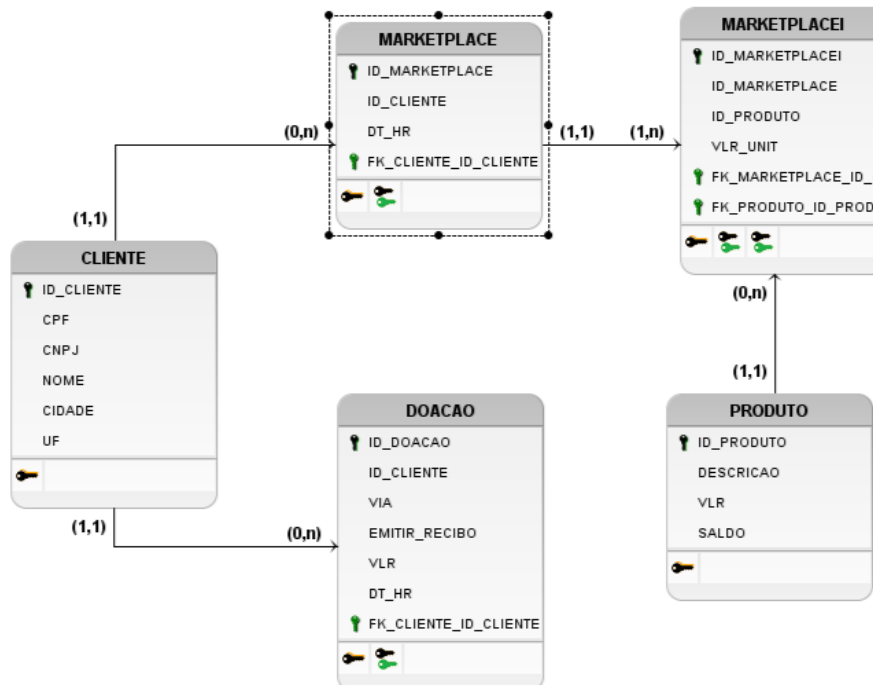 MARKETPLACE
ID_MARKETPLACE
ID_CLIENTE
DT_HR
FK_CLIENTE_ID_CLIENTE
MARKETPLACEI
ID_MARKETPLACEI
ID_MARKETPLACE
ID_PRODUTO
VLR_UNIT
FK_MARKETPLACE_ID_
FK_PRODUTO_ID_PROD
(0,n)
(1,1)
(1,n)
(1,1)
CLIENTE
ID_CLIENTE
CPF
CNPJ
NOME
CIDADE
UF
(1,1)
(0,n)
DOACAO
ID_DOACAO
ID_CLIENTE
VIA
EMITIR_RECIBO
VLR
DT_HR
FK_CLIENTE_ID_CLIENTE
(0,n)
(1,1)
PRODUTO
ID_PRODUTO
DESCRICAO
VLR
SALDO